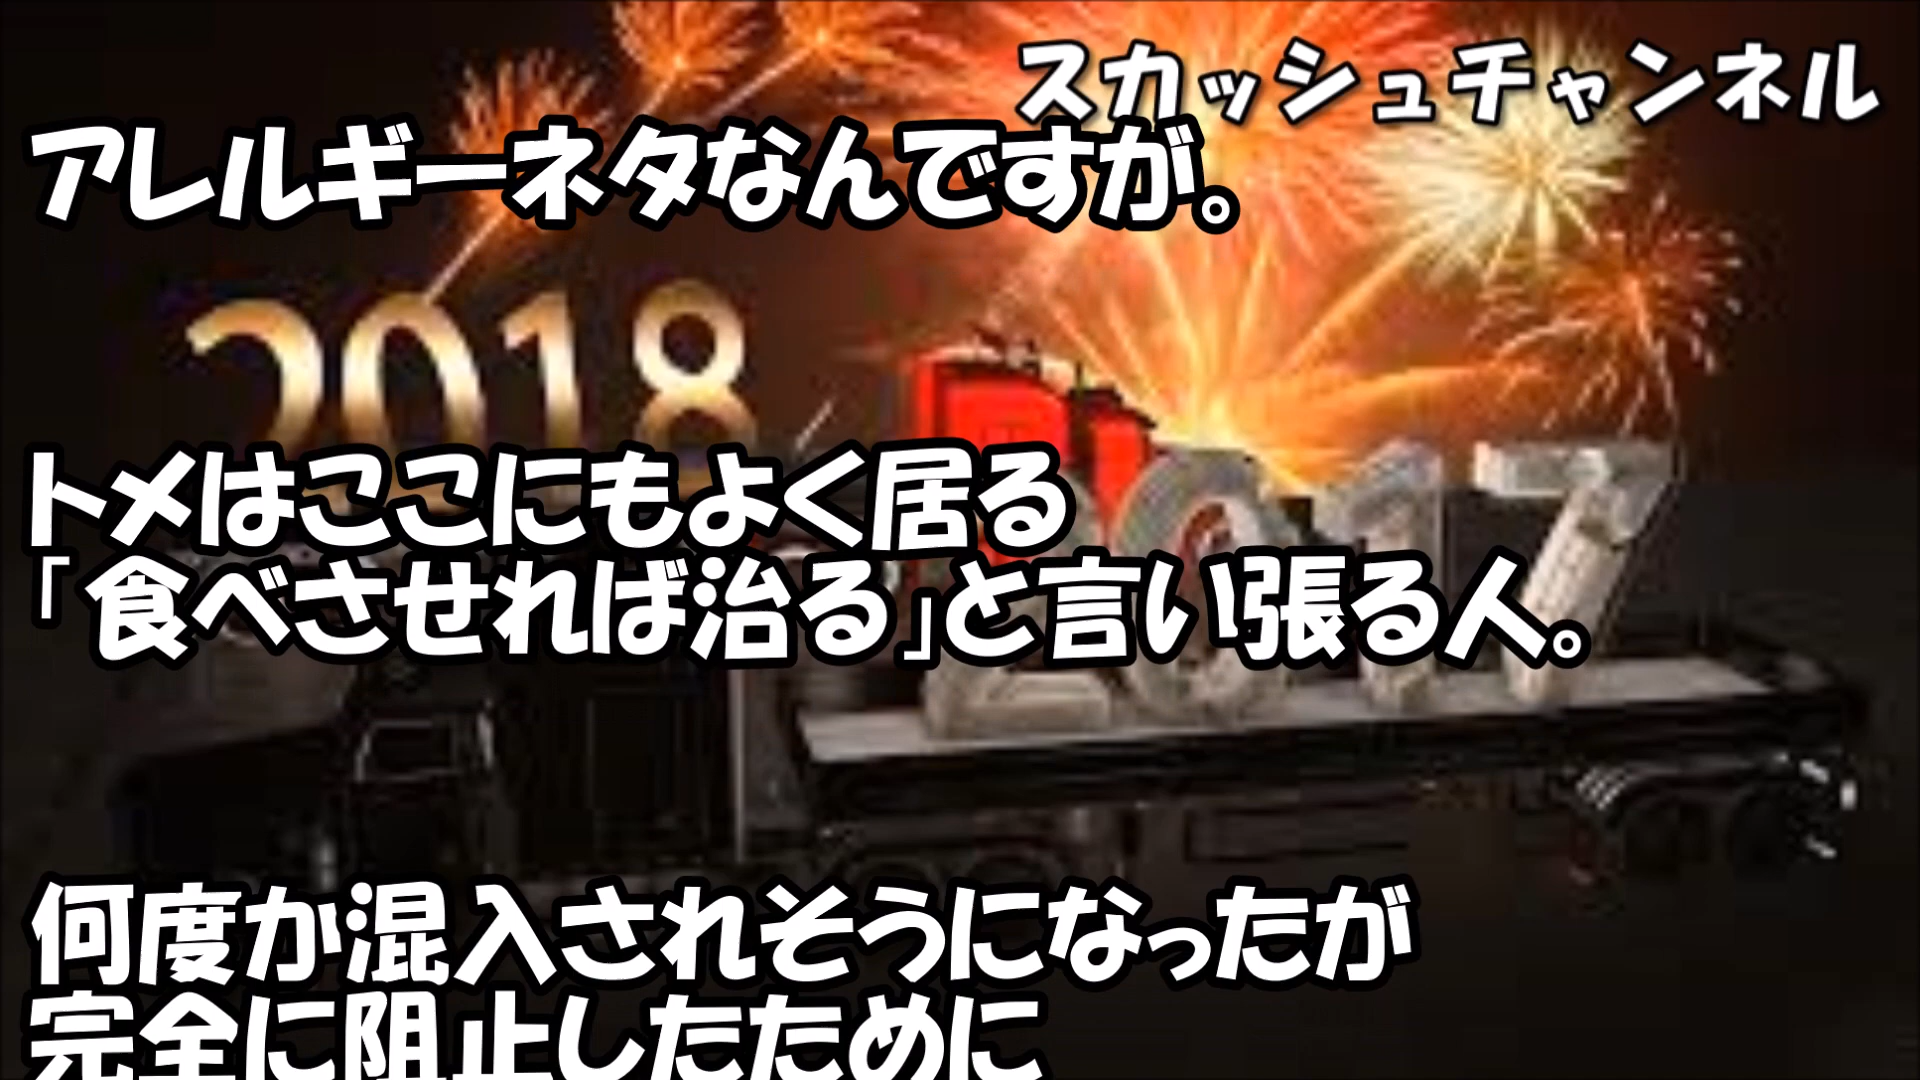 スカッシュチャンネル
アレルギーネタなんですが。
2018
2017
トメはここにもよく居る
「食べさせれば治る」と言い張る人。
何度か混入されそうになったが
完全に阻止したために